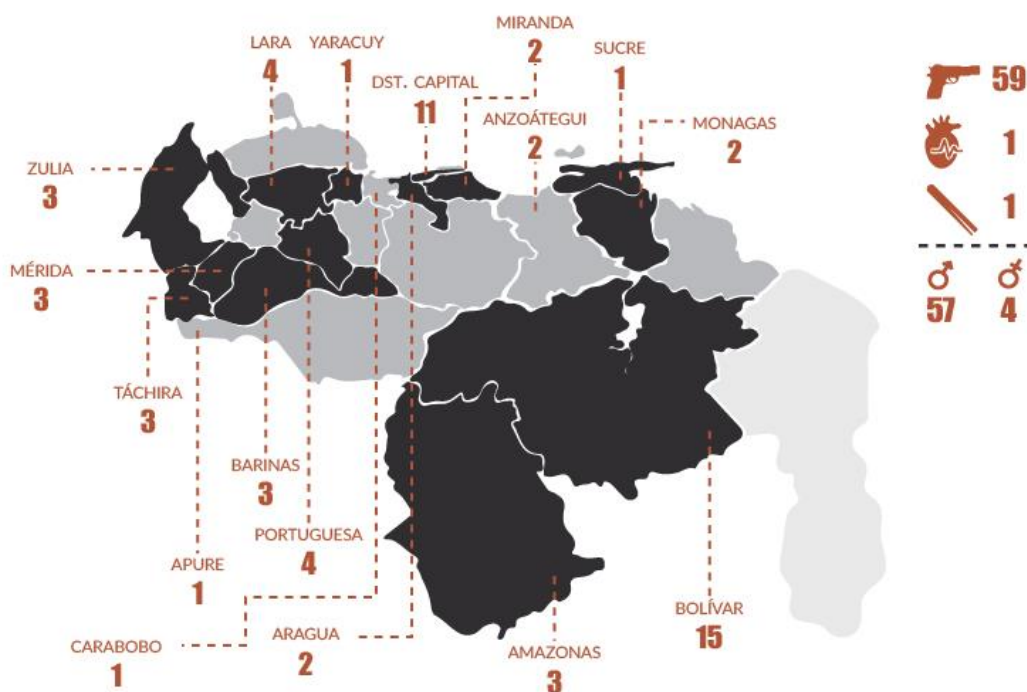 MIRANDA
2
LARA
4
YARACUY
1
SUCRE
1
DST. CAPITAL
11
ANZOÁTEGUI
2
MONAGAS
2
ZULIA
3
MÉRIDA
3
TÁCHIRA
3
BARINAS
3
PORTUGUESA
4
APURE
1
CARABOBO
1
ARAGUA
2
AMAZONAS
3
BOLÍVAR
15
59
1
1
57
4